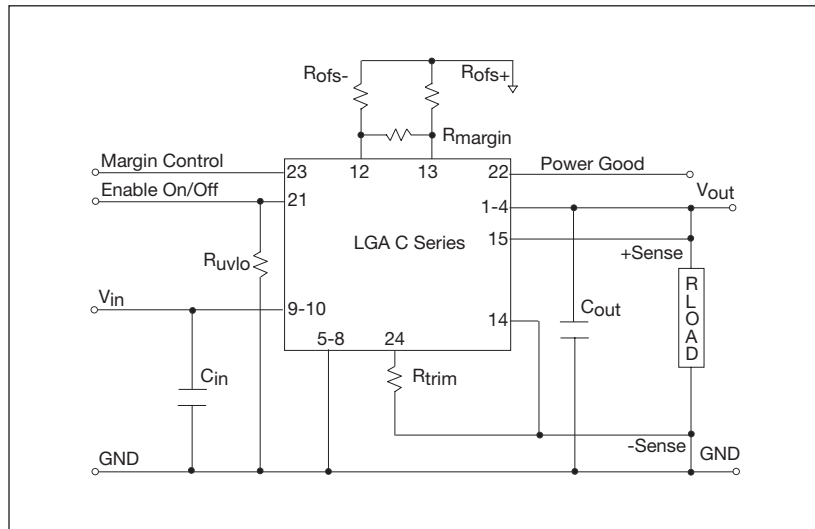 Rofs-
Rofs+
Rmargin
Margin Control
23
12
13
22
Power Good
Enable On/Off
21
1-4
Vout
LGA C Series
15
+Sense
Ruvlo
RLOAD
Vin
9-10
14
Cout
5-8
24
Cin
Rtrim
-Sense
GND
GND